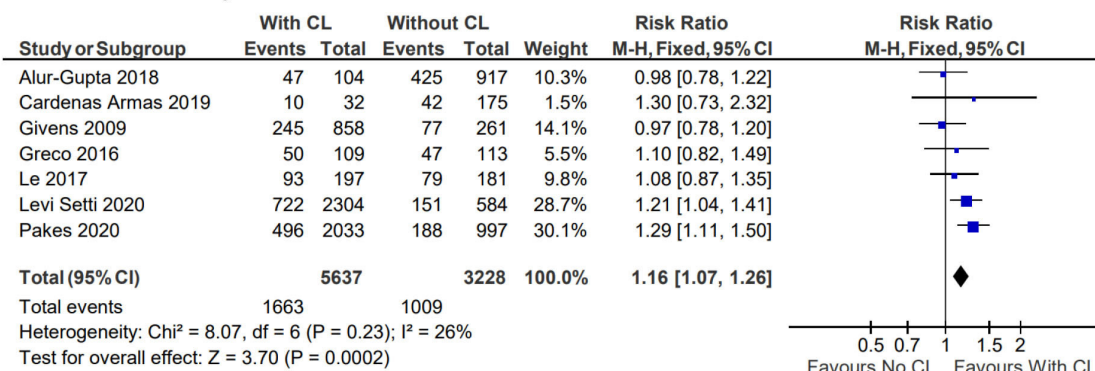 With CL Without CL Risk Ratio Risk Ratio
Study or Subgroup Events Total Events Total Weight M-H, Fixed, 95% CI M-H, Fixed, 95% CI
Alur-Gupta 2018 47 104 425 917 10.3% 0.98 [0.78, 1.22]
Cardenas Armas 2019 10 32 42 175 1.5% 1.30 [0.73, 2.32]
Givens 2009 245 858 77 261 14.1% 0.97 [0.78, 1.20]
Greco 2016 50 109 47 113 5.5% 1.10 [0.82, 1.49]
Le 2017 93 197 79 181 9.8% 1.08 [0.87, 1.35]
Levi Setti 2020 722 2304 151 584 28.7% 1.21 [1.04, 1.41]
Pakes 2020 496 2033 188 997 30.1% 1.29 [1.11, 1.50]
Total (95% CI) 5637 3228 100.0% 1.16 [1.07, 1.26]
Total events 1663 1009
Heterogeneity: Chi² = 8.07, df = 6 (P = 0.23); I² = 26%
Test for overall effect: Z = 3.70 (P = 0.0002)
0.5 0.7 1 1.5 2
Favours No CL Favours With CL